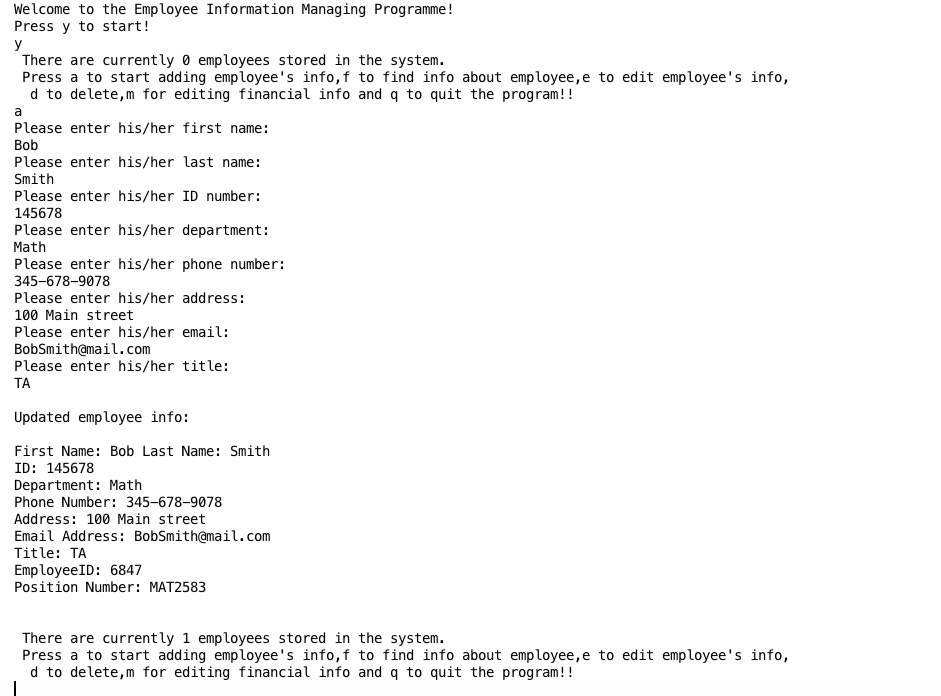 Welcome to the Employee Information Managing Programme!
Press y to start!
y
There are currently 0 employees stored in the system.
Press a to start adding employee's info,f to find info about employee,e to edit employee's info,
d to delete,m for editing financial info and q to quit the program!!
a
Please enter his/her first name:
Bob
Please enter his/her last name:
Smith
Please enter his/her ID number:
145678
Please enter his/her department:
Math
Please enter his/her phone number:
345-678-9078
Please enter his/her address:
100 Main street
Please enter his/her email:
BobSmith@mail.com
Please enter his/her title:
TA
Updated employee info:
First Name: Bob Last Name: Smith
ID: 145678
Department: Math
Phone Number: 345-678-9078
Address: 100 Main street
Email Address: BobSmith@mail.com
Title: TA
EmployeeID: 6847
Position Number: MAT2583
There are currently 1 employees stored in the system.
Press a to start adding employee's info,f to find info about employee,e to edit employee's info,
d to delete,m for editing financial info and q to quit the program!!